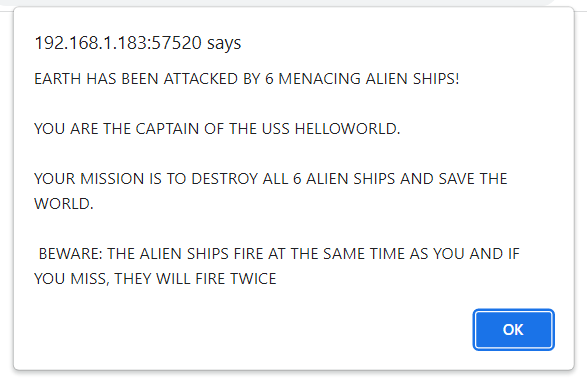 192.168.1.183:57520 says
EARTH HAS BEEN ATTACKED BY 6 MENACING ALIEN SHIPS!
YOU ARE THE CAPTAIN OF THE USS HELLOWORLD.
YOUR MISSION IS TO DESTROY ALL 6 ALIEN SHIPS AND SAVE THE
WORLD.
BEWARE: THE ALIEN SHIPS FIRE AT THE SAME TIME AS YOU AND IF
YOU MISS, THEY WILL FIRE TWICE
OK